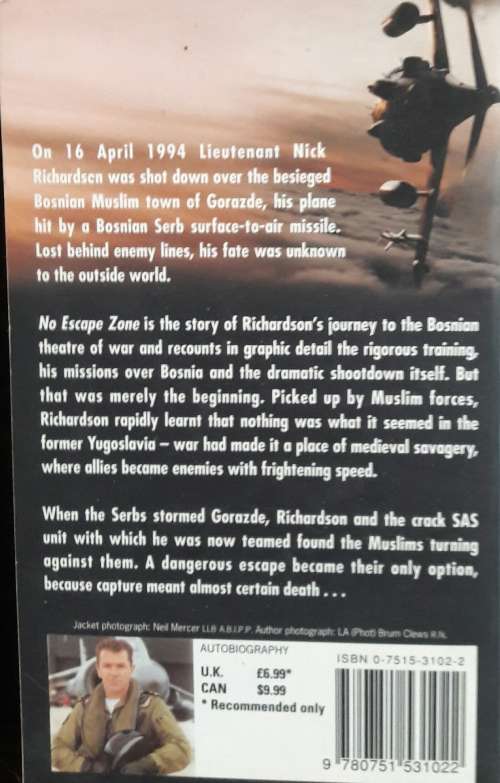 On 16 April 1994 Lieutenant Nick
Richardson was shot down over the besieged
Bosnian Muslim town of Gorazde, his plane
hit by a Bosnian Serb surface-to-air missile.
Lost behind enemy lines, his fate was unknown
to the outside world.
No Escape Zone is the story of Richardson's journey to the Bosnian
theatre of war and recounts in graphic detail the rigorous training,
his missions over Bosnia and the dramatic shootdown itself. But
that was merely the beginning. Picked up by Muslim forces,
Richardson rapidly learnt that nothing was what it seemed in the
former Yugoslavia – war had made it a place of medieval savagery,
where allies became enemies with frightening speed.
When the Serbs stormed Gorazde, Richardson and the crack SAS
unit with which he was now teamed found the Muslims turning
against them. A dangerous escape became their only option,
because capture meant almost certain death...
Jacket photograph: Neil Mercer LLB A.B.I.P.P. Author photograph: LA (Phot) Brum Clews R.N.
AUTOBIOGRAPHY
U.K. £6.99*
CAN $9.99
* Recommended only
ISBN 0-7515-3102-2
9 780751 531022